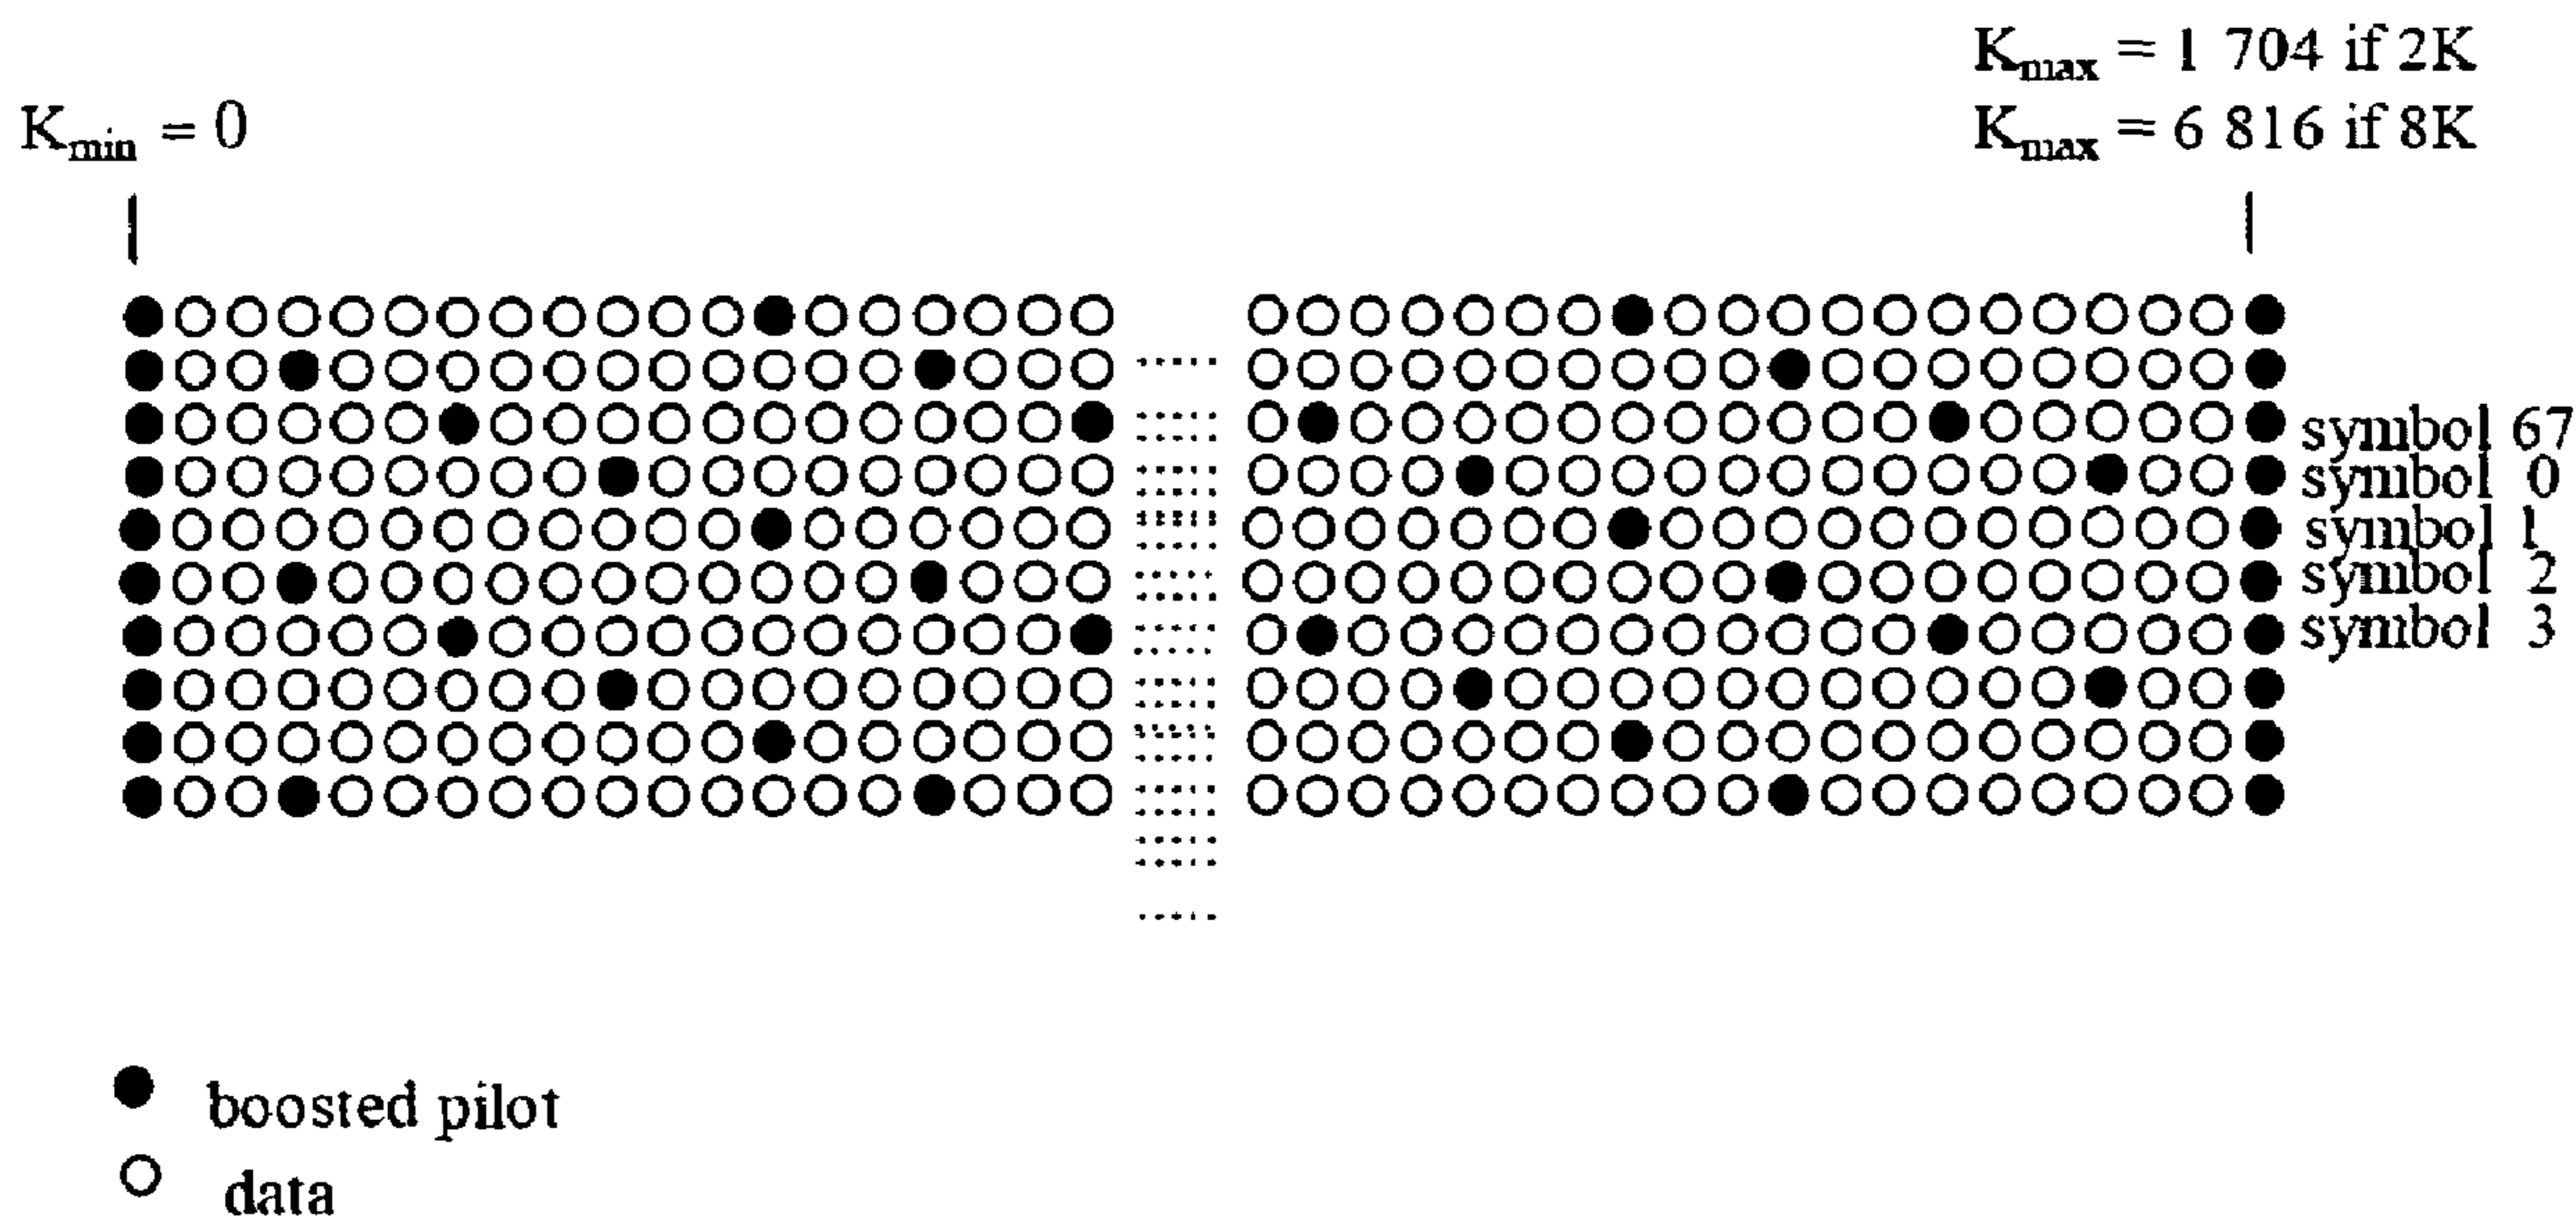 K_min = 0
K_max = 1 704 if 2K
K_max = 6 816 if 8K
symbol 67
symbol 0
symbol 1
symbol 2
symbol 3
boosted pilot
data